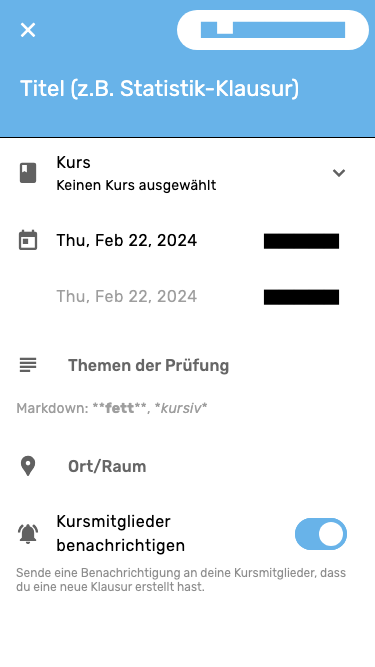 Titel (z.B. Statistik-Klausur)
Kurs
Keinen Kurs ausgewählt
Thu, Feb 22, 2024
Thu, Feb 22, 2024
Themen der Prüfung
Markdown: **fett**, *kursiv*
Ort/Raum
Kursmitglieder
benachrichtigen
Sende eine Benachrichtigung an deine Kursmitglieder, dass
du eine neue Klausur erstellt hast.